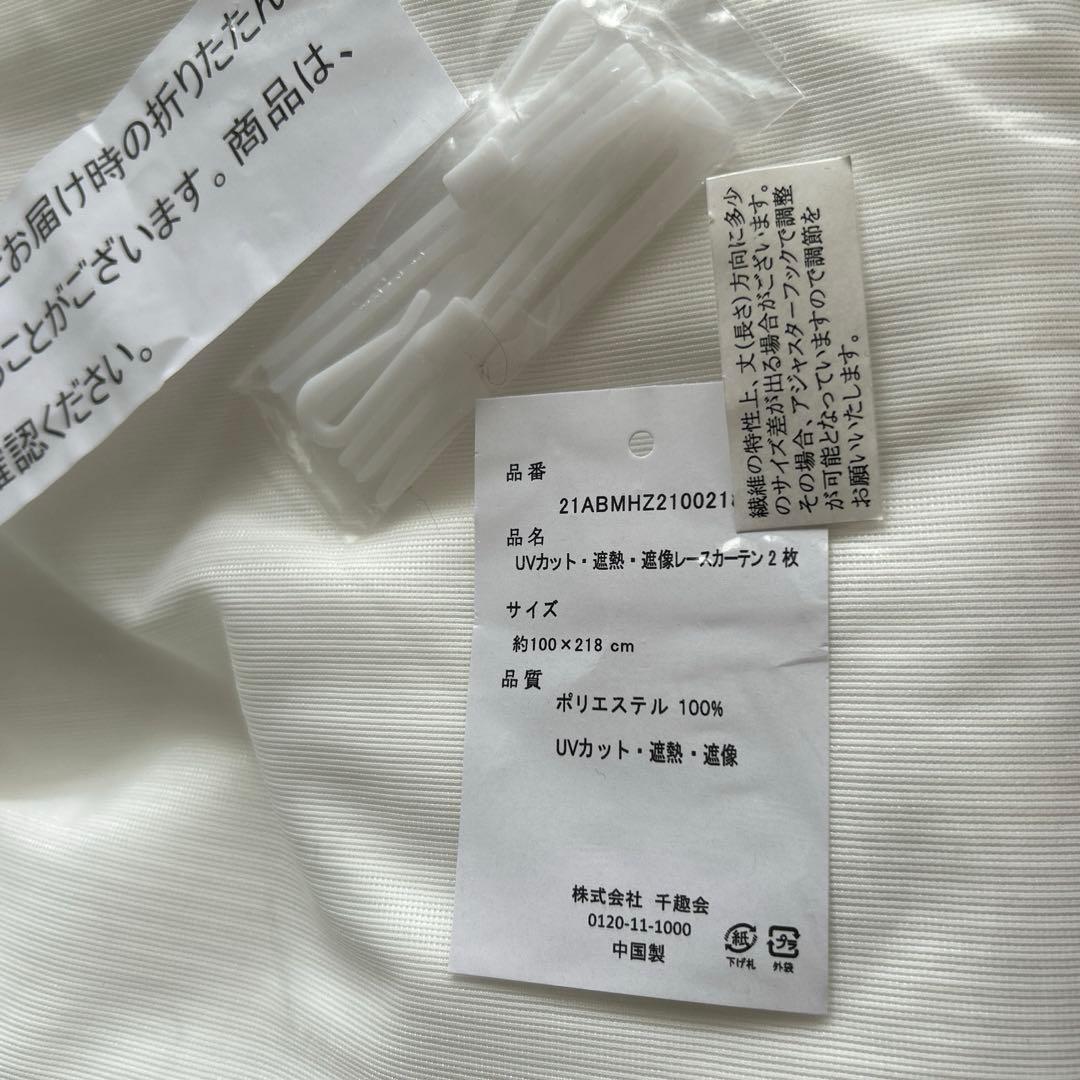 お届け時の折りたたん
ことがございます。商品は、
確認ください。
繊維の特性上、丈(長さ)方向に多少
のサイズ差が出る場合がございます。
その場合、アジャスターフックで調整
が可能となっていますので調節を
お願いいたします。
品番
21ABMHZ2100218
品名
UVカット・遮熱・遮像レースカーテン2枚
サイズ
約100×218 cm
品質
ポリエステル 100%
UVカット・遮熱・遮像
株式会社 千趣会
0120-11-1000
中国製
紙
下げ札
プラ
外袋